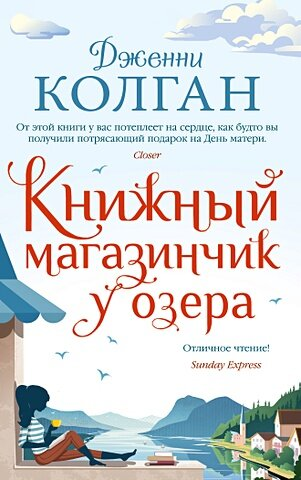 Дженни
КОЛГАН
От этой книги у вас потеплеет на сердце, как будто вы
получили потрясающий подарок на День матери.
Closer
Книжный
магазинчик
у озера
Отличное чтение!
Sunday Express